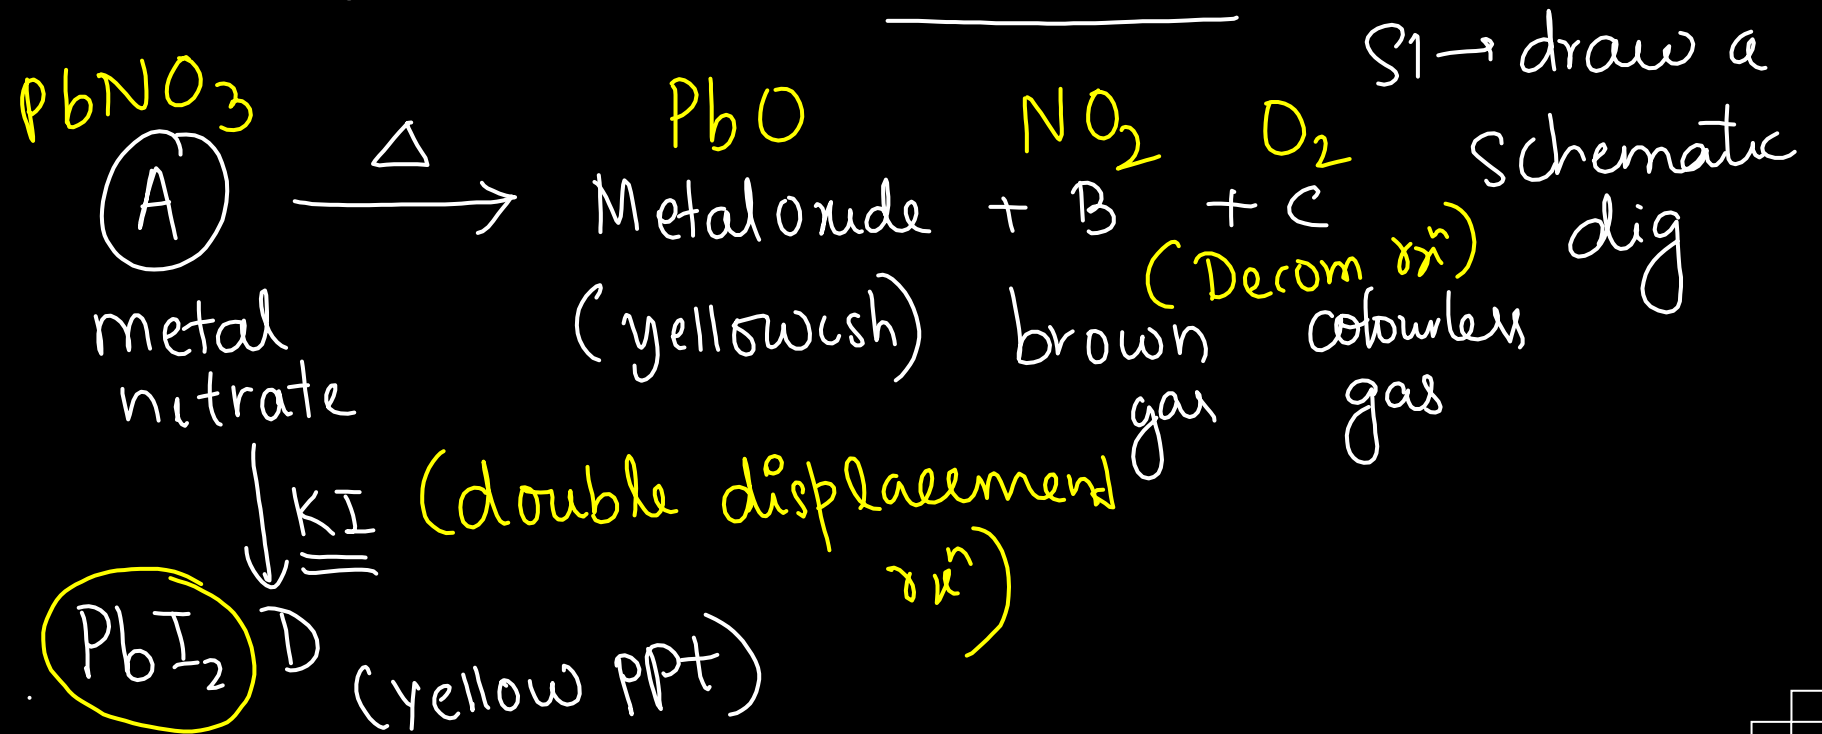 S1 → draw a
schematic
dig
PbNO3 PbO NO2 O2
A Δ → Metal oxide + B + C
(Decom rxn)
metal (yellowish) brown colourless
nitrate gas gas
KI (double displacement
rxn)
PbI2 D (yellow ppt)